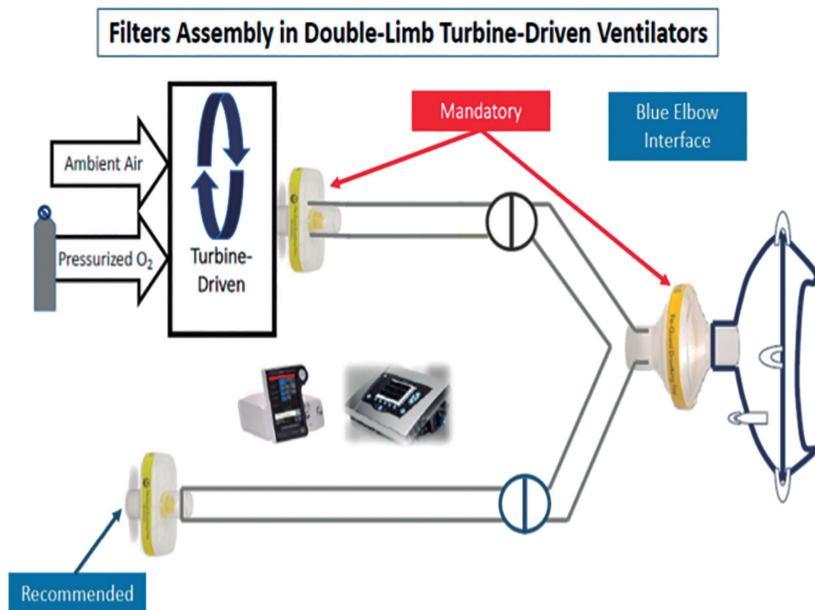 Filters Assembly in Double-Limb Turbine-Driven Ventilators
Mandatory
Blue Elbow
Interface
Ambient Air
Pressurized O₂
Turbine-
Driven
Recommended